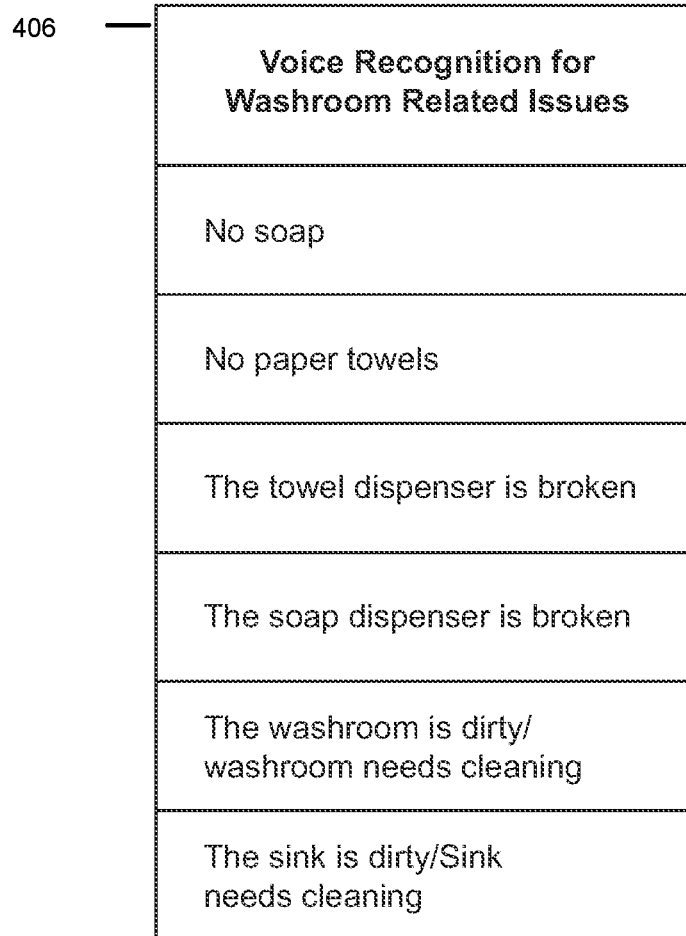 406
Voice Recognition for
Washroom Related Issues
No soap
No paper towels
The towel dispenser is broken
The soap dispenser is broken
The washroom is dirty/
washroom needs cleaning
The sink is dirty/Sink
needs cleaning